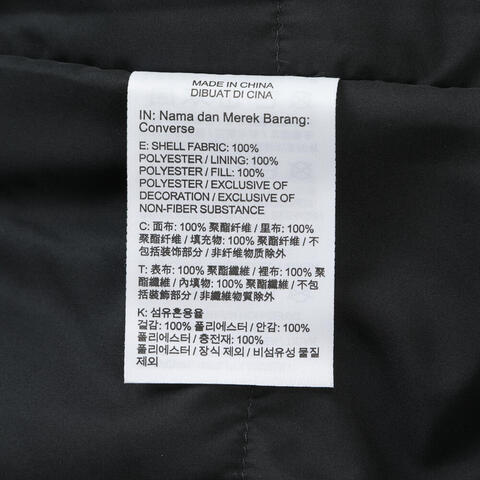 MADE IN CHINA
DIBUAT DI CINA
IN: Nama dan Merek Barang:
Converse
E: SHELL FABRIC: 100%
POLYESTER / LINING: 100%
POLYESTER / FILL: 100%
POLYESTER / EXCLUSIVE OF
DECORATION / EXCLUSIVE OF
NON-FIBER SUBSTANCE
C: 面布: 100% 聚酯纤维 / 里布: 100%
聚酯纤维 / 填充物: 100% 聚酯纤维 / 不
包括装饰部分 / 非纤维物质除外
T: 表布: 100% 聚酯纖維 / 裡布: 100%
聚酯纖維 / 內填物: 100% 聚酯纖維 / 不包
括裝飾部分 / 非纖維物質除外
K: 섬유혼용율
겉감: 100% 폴리에스터 / 안감: 100%
폴리에스터 / 충전재: 100%
폴리에스터 / 장식 제외 / 비섬유성 물질
제외